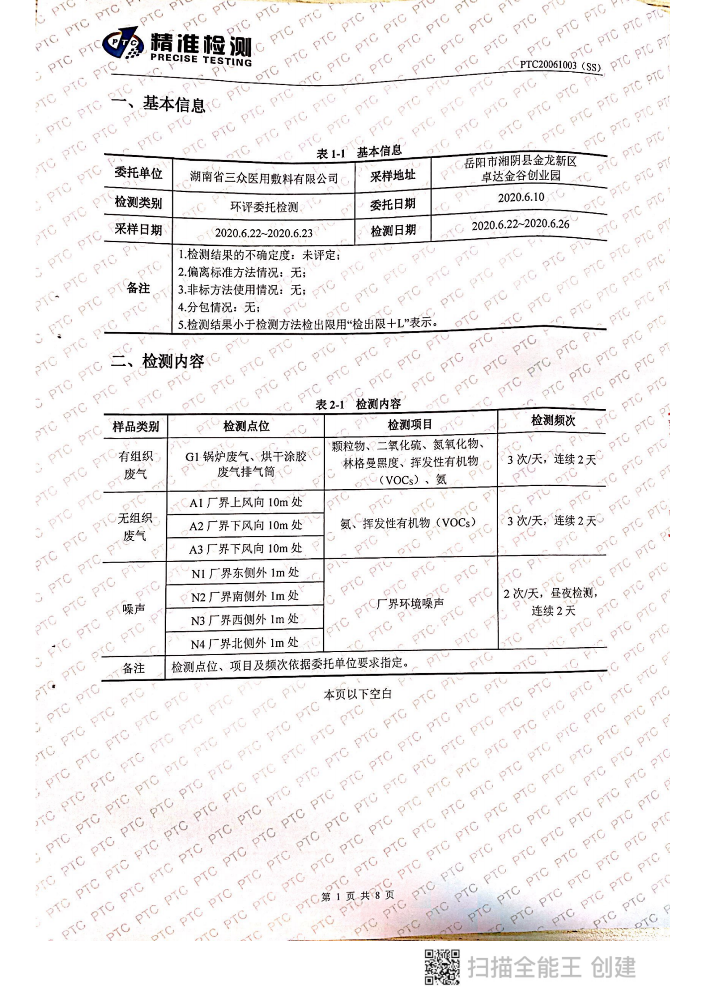 精准检测
PRECISE TESTING
PTC20061003（SS）
一、基本信息
表 1-1 基本信息
委托单位 湖南省三众医用敷料有限公司 采样地址 岳阳市湘阴县金龙新区
卓达金谷创业园
检测类别 环评委托检测 委托日期 2020.6.10
采样日期 2020.6.22~2020.6.23 检测日期 2020.6.22~2020.6.26
备注
1.检测结果的不确定度：未评定；
2.偏离标准方法情况：无；
3.非标方法使用情况：无；
4.分包情况：无；
5.检测结果小于检测方法检出限用“检出限＋L”表示。
二、检测内容
表 2-1 检测内容
样品类别 检测点位 检测项目 检测频次
有组织
废气
G1 锅炉废气、烘干涂胶
废气排气筒
颗粒物、二氧化硫、氮氧化物、
林格曼黑度、挥发性有机物
（VOCs）、氨
3 次/天，连续 2 天
无组织
废气
A1 厂界上风向 10m 处
A2 厂界下风向 10m 处
A3 厂界下风向 10m 处
氨、挥发性有机物（VOCs）
3 次/天，连续 2 天
噪声
N1 厂界东侧外 1m 处
N2 厂界南侧外 1m 处
N3 厂界西侧外 1m 处
N4 厂界北侧外 1m 处
厂界环境噪声
2 次/天，昼夜检测，
连续 2 天
备注 检测点位、项目及频次依据委托单位要求指定。
本页以下空白
第 1 页 共 8 页
扫描全能王 创建